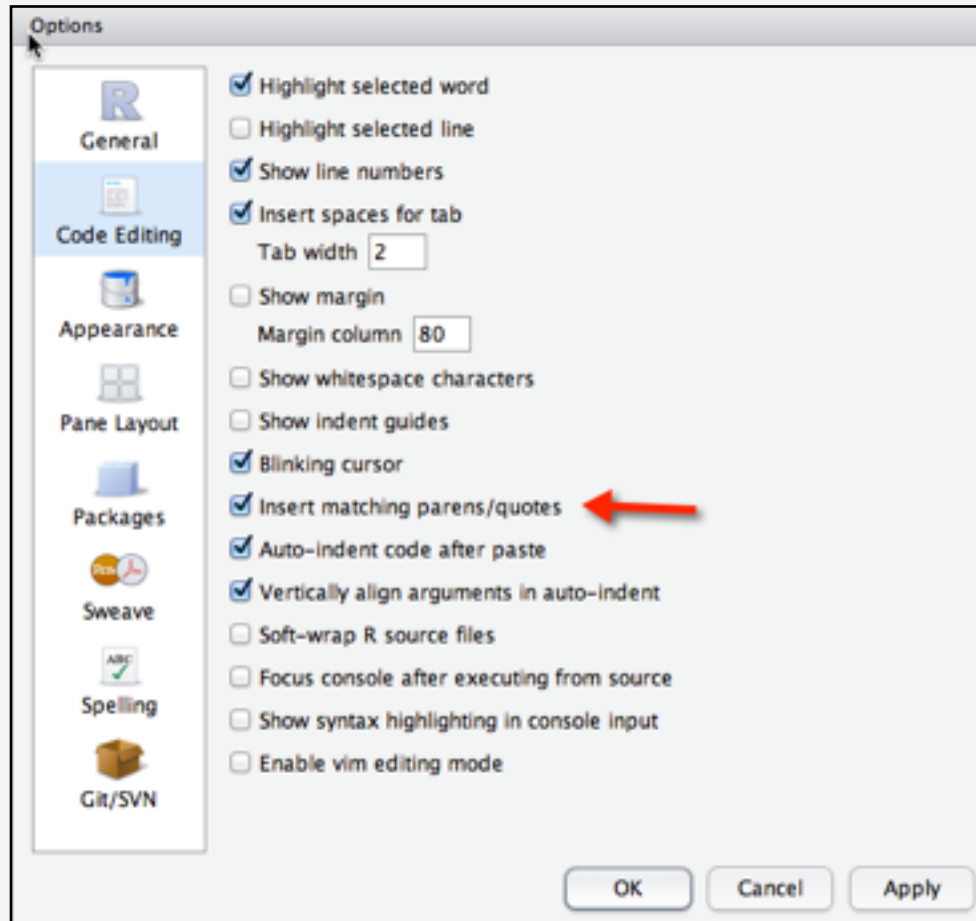 Options
General
Code Editing
Appearance
Pane Layout
Packages
Sweave
ABC
Spelling
Git/SVN
Highlight selected word
Highlight selected line
Show line numbers
Insert spaces for tab
Tab width 2
Show margin
Margin column 80
Show whitespace characters
Show indent guides
Blinking cursor
Insert matching parens/quotes
Auto-indent code after paste
Vertically align arguments in auto-indent
Soft-wrap R source files
Focus console after executing from source
Show syntax highlighting in console input
Enable vim editing mode
OK Cancel Apply